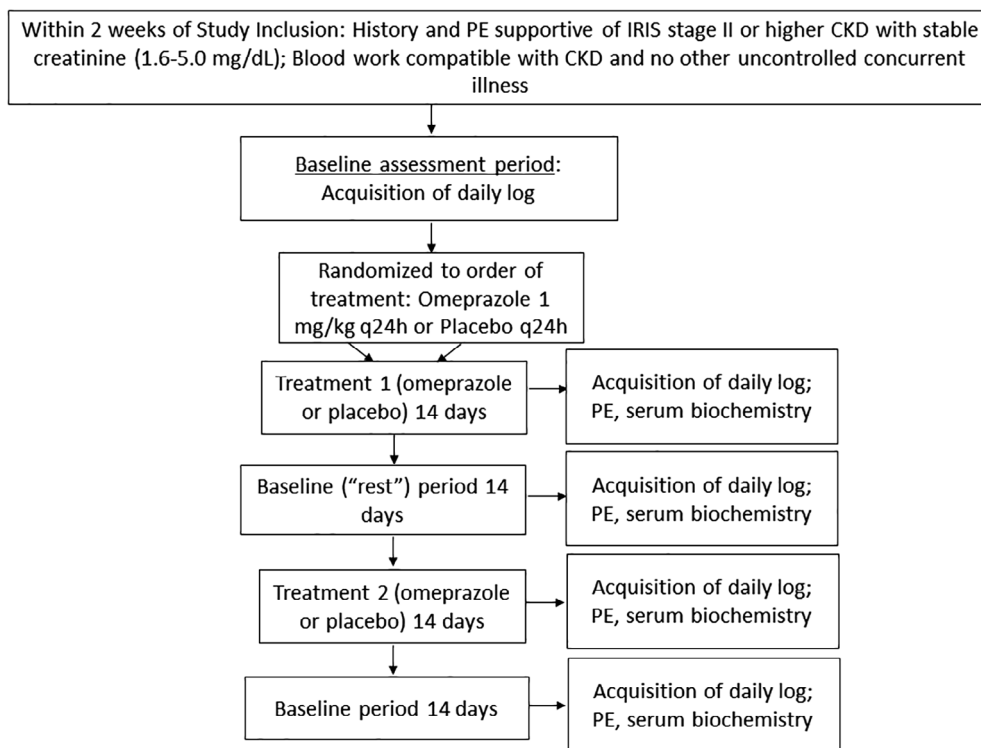 Within 2 weeks of Study Inclusion: History and PE supportive of IRIS stage II or higher CKD with stable
creatinine (1.6-5.0 mg/dL); Blood work compatible with CKD and no other uncontrolled concurrent
illness
Baseline assessment period:
Acquisition of daily log
Randomized to order of
treatment: Omeprazole 1
mg/kg q24h or Placebo q24h
Treatment 1 (omeprazole
or placebo) 14 days
Acquisition of daily log;
PE, serum biochemistry
Baseline (“rest”) period 14
days
Acquisition of daily log;
PE, serum biochemistry
Treatment 2 (omeprazole
or placebo) 14 days
Acquisition of daily log;
PE, serum biochemistry
Baseline period 14 days
Acquisition of daily log;
PE, serum biochemistry